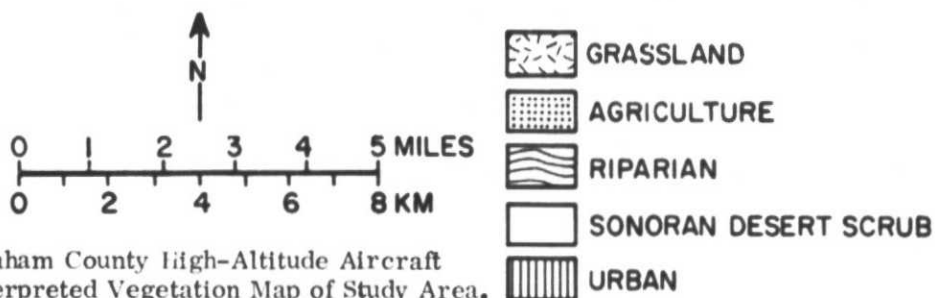 N
0 1 2 3 4 5 MILES
0 2 4 6 8 KM
County High-Altitude Aircraft
Vegetation Map of Study Area.
GRASSLAND
AGRICULTURE
RIPARIAN
SONORAN DESERT SCRUB
URBAN